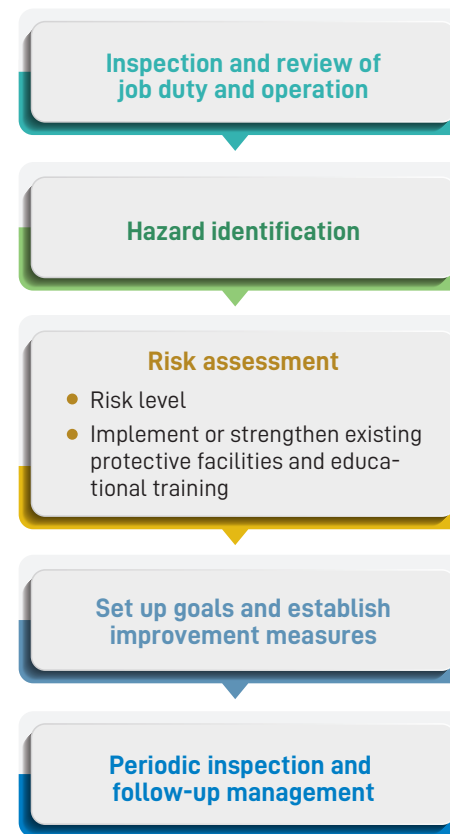 Inspection and review of
job duty and operation
Hazard identification
Risk assessment
• Risk level
• Implement or strengthen existing
protective facilities and educa-
tional training
Set up goals and establish
improvement measures
Periodic inspection and
follow-up management